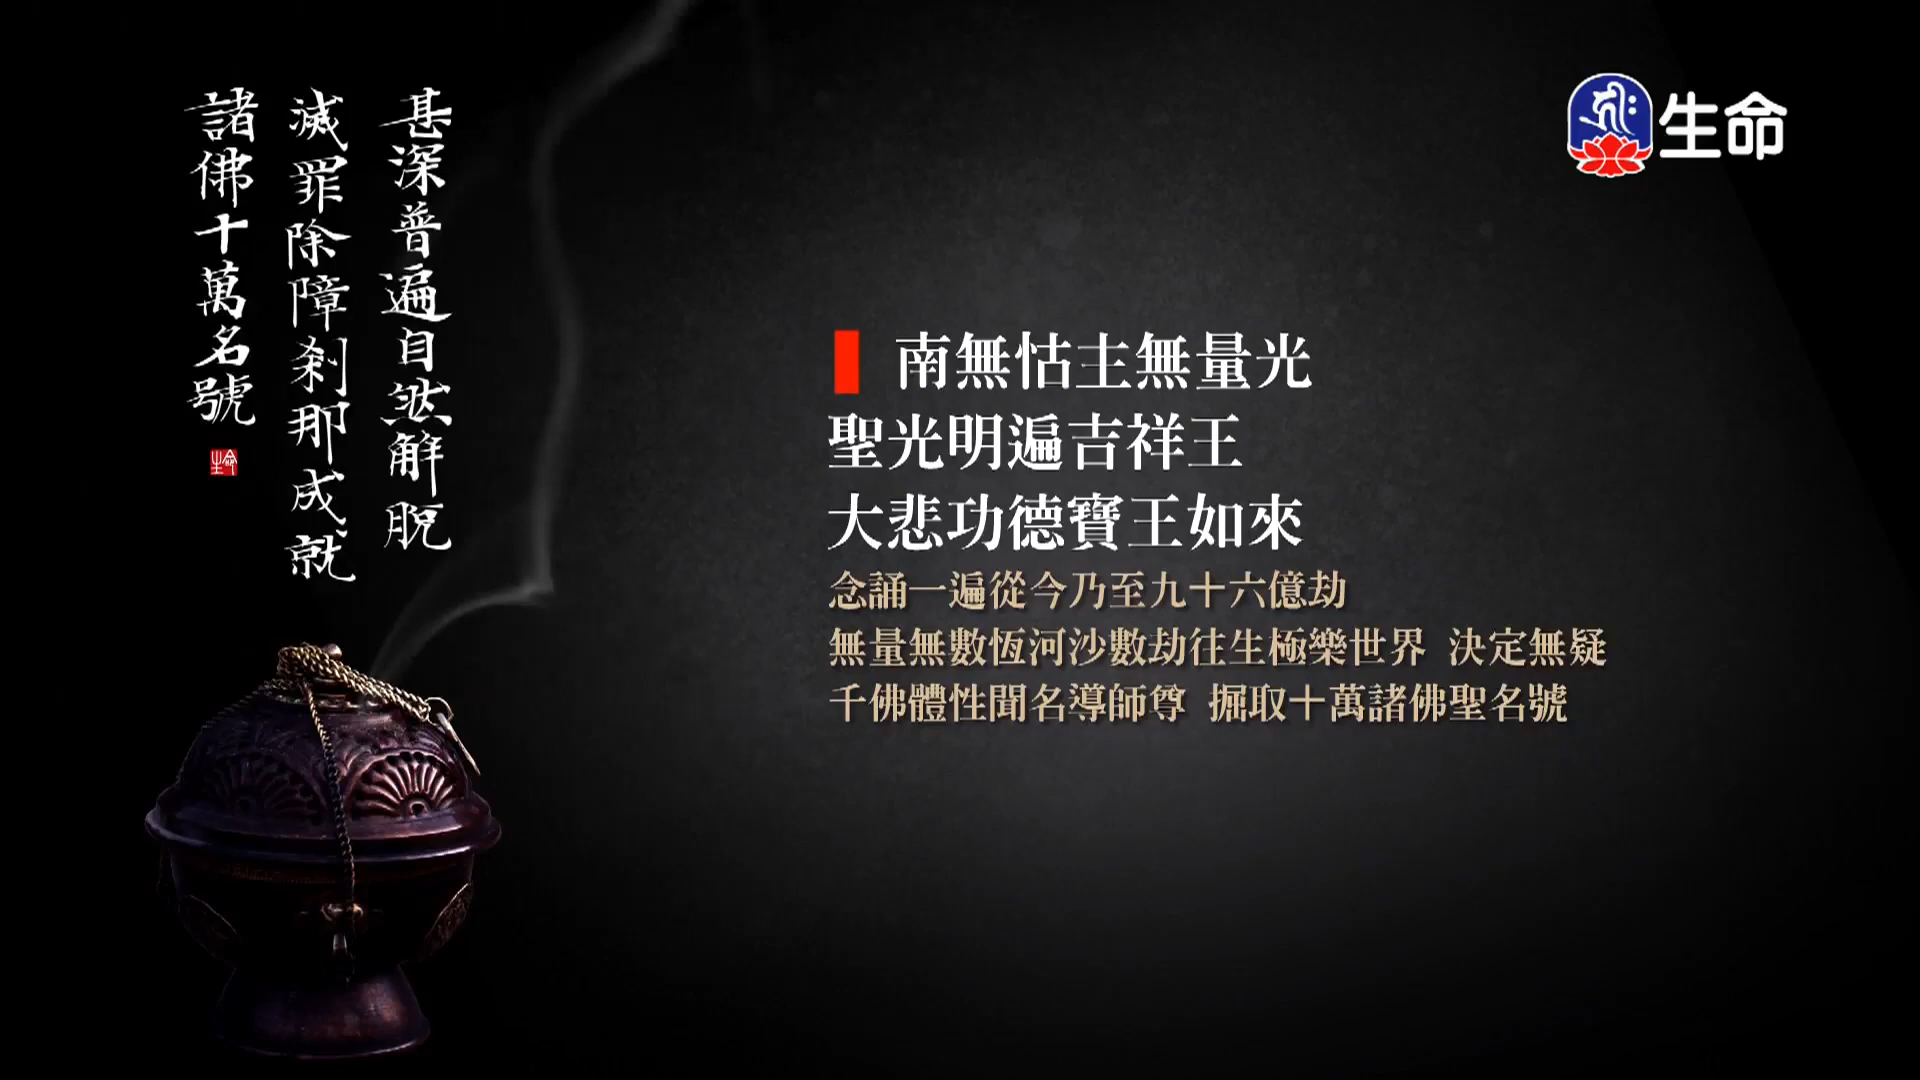 甚深普遍自然解脫
滅罪除障剎那成就
諸佛十萬名號
生命
生命
南無怙主無量光
聖光明遍吉祥王
大悲功德寶王如來
念誦一遍從今乃至九十六億劫
無量無數恆河沙數劫往生極樂世界 決定無疑
千佛體性聞名導師尊 掘取十萬諸佛聖名號